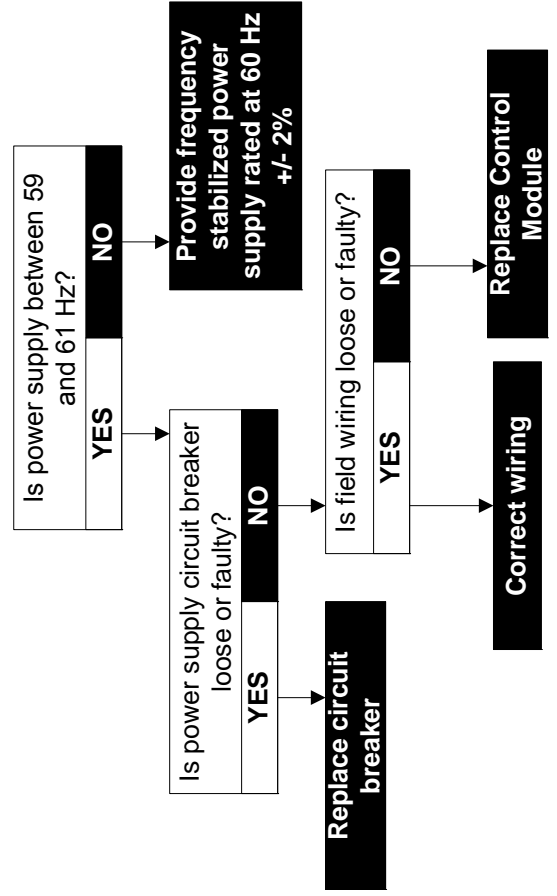 Is power supply between 59
and 61 Hz?
YES
NO
Provide frequency
stabilized power
supply rated at 60 Hz
+/- 2%
Is power supply circuit breaker
loose or faulty?
YES
NO
Replace circuit
breaker
Is field wiring loose or faulty?
YES
NO
Correct wiring
Replace Control
Module